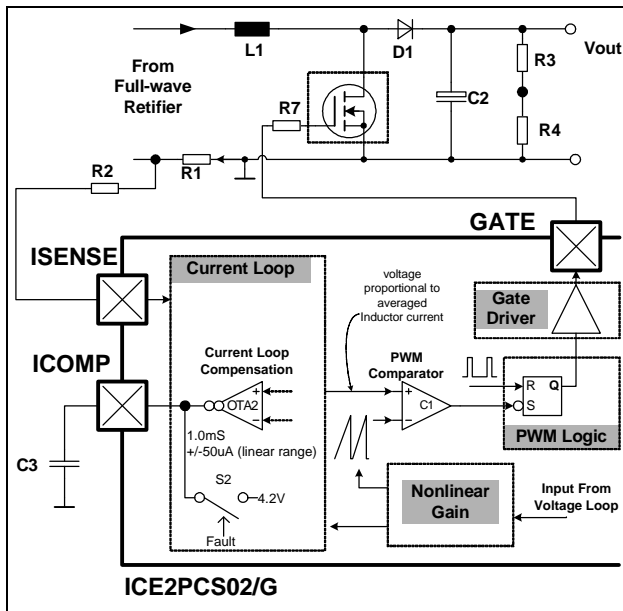 L1
D1
Vout
From
Full-wave
Retifier
R3
C2
R7
R4
R2
R1
GATE
ISENSE
Current Loop
voltage
proportional to
averaged
Inductor current
Gate
Driver
ICOMP
Current Loop
Compensation
PWM
Comparator
+
OTA2
−
+
C1
−
R
Q
S
PWM Logic
C3
1.0mS
+/-50uA (linear range)
S2
4.2V
Fault
Nonlinear
Gain
Input From
Voltage Loop
ICE2PCS02/G